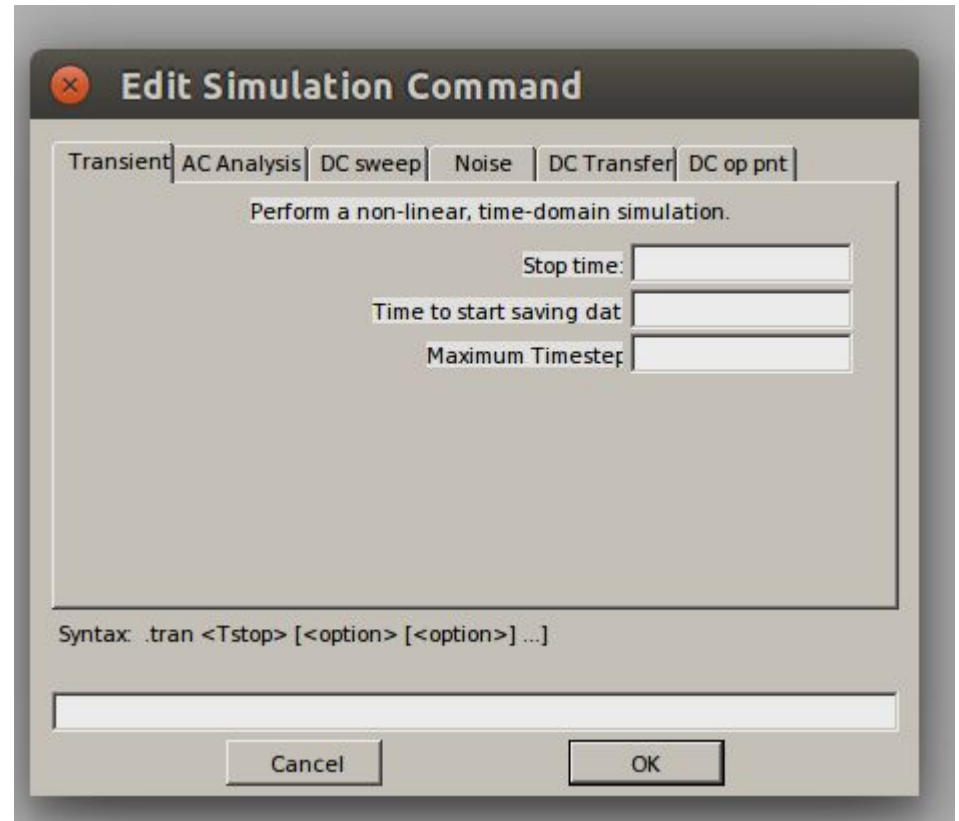 Edit Simulation Command
Transient AC Analysis DC sweep Noise DC Transfer DC op pnt
Perform a non-linear, time-domain simulation.
Stop time:
Time to start saving dat
Maximum Timestep
Syntax: .tran <Tstop> [<option> [<option>] ...]
Cancel OK